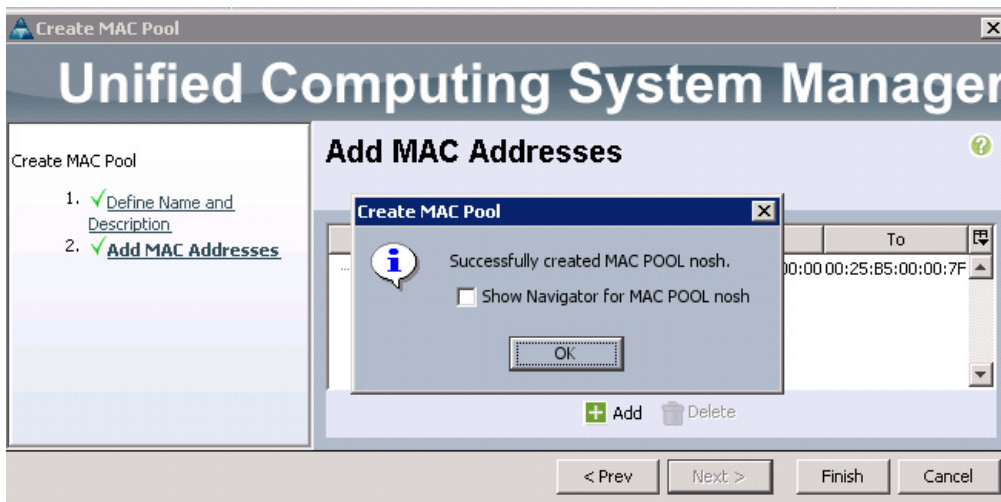 Create MAC Pool
Unified Computing System Manager
Create MAC Pool
1. Define Name and
Description
2. Add MAC Addresses
Add MAC Addresses
To
00:00 00:25:B5:00:00:7F
Create MAC Pool
Successfully created MAC POOL nosh.
Show Navigator for MAC POOL nosh
OK
Add
Delete
< Prev
Next >
Finish
Cancel